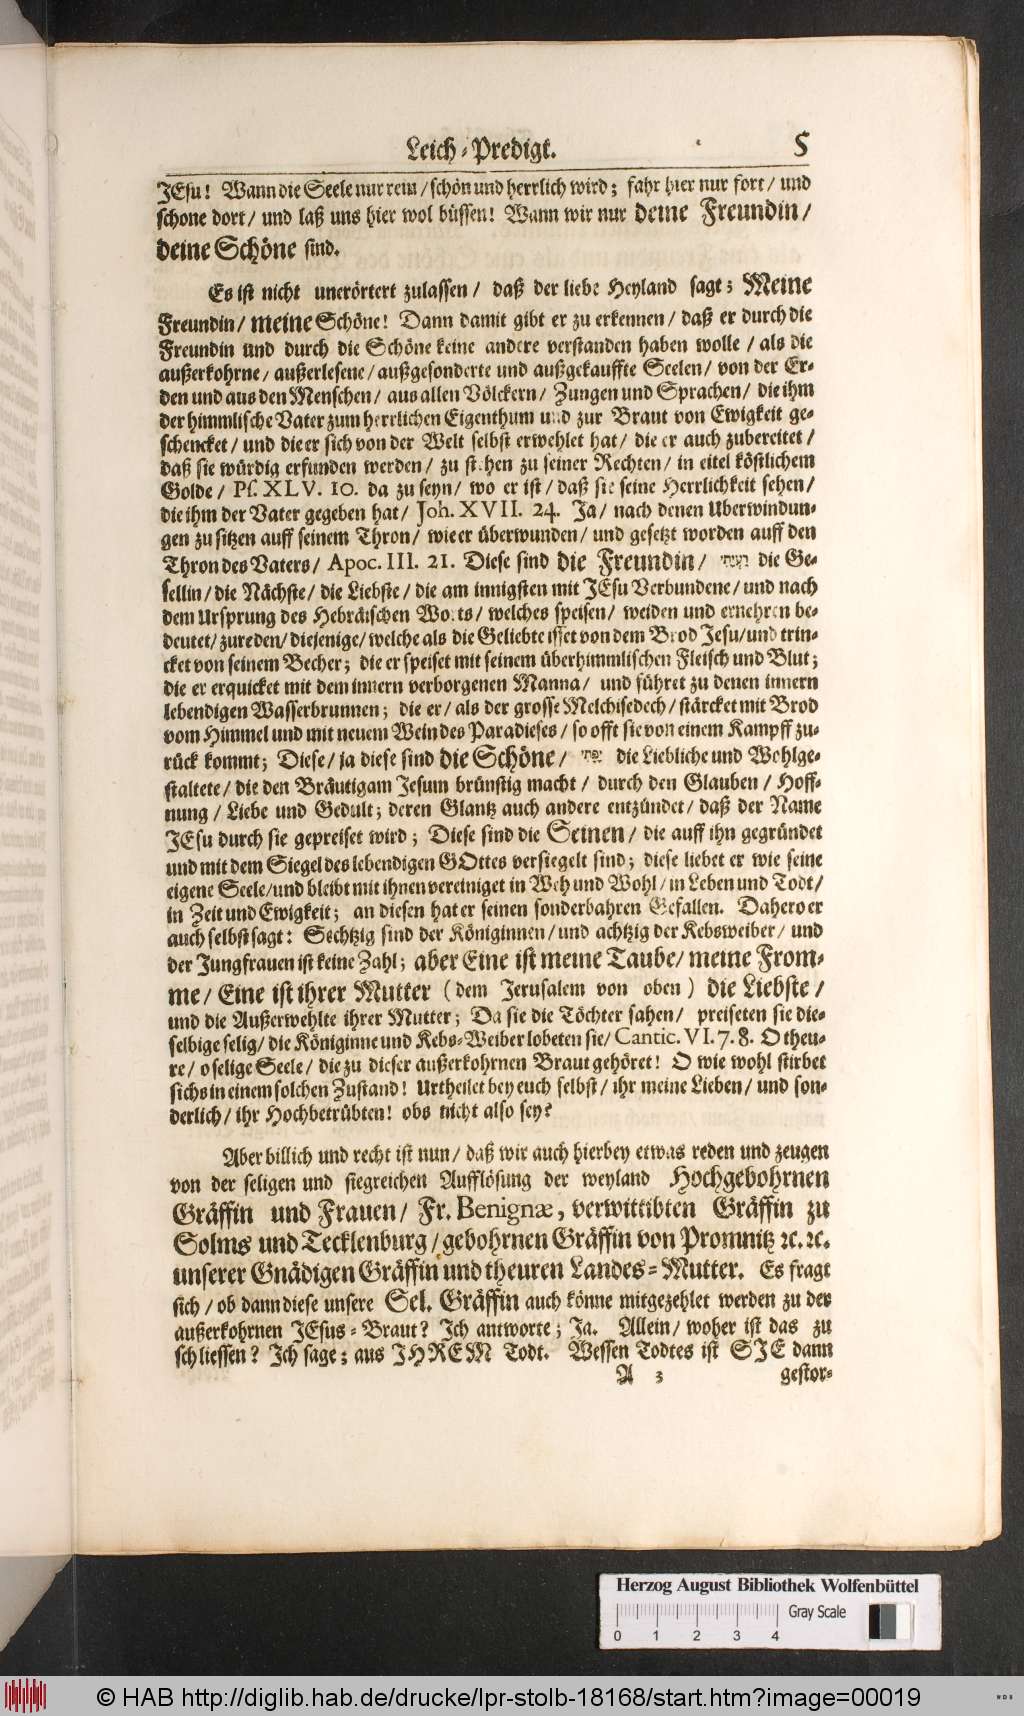 Leich-Predigt. 5
JEsu! Wann die Seele nur rein/ schön und herrlich wird; fahr hier nur fort/ und
schone dort/ und laß uns hier wol büssen! Wann wir nur deine Freundin/
deine Schöne sind.
Es ist nicht unerörtert zulassen/ daß der liebe Heyland sagt; Meine
Freundin/ meine Schöne! Dann damit gibt er zu erkennen/ daß er durch die
Freundin und durch die Schöne keine andere verstanden haben wolle/ als die
außerkohrne/ außerlesene/ außgesonderte und außgekauffte Seelen/ von der Er-
den und aus den Menschen/ aus allen Völckern/ Zungen und Sprachen/ die ihm
der himmlische Vater zum herrlichen Eigenthum und zur Braut von Ewigkeit ge-
schencket/ und die er sich von der Welt selbst erwehlet hat/ die er auch zubereitet/
daß sie würdig erfunden werden/ zu stehen zu seiner Rechten/ in eitel köstlichem
Golde/ Ps. XLV. 10. da zu seyn/ wo er ist/ daß sie seine Herrlichkeit sehen/
die ihm der Vater gegeben hat/ Joh. XVII. 24. Ja/ nach denen Uberwindun-
gen zu sitzen auff seinem Thron/ wie er überwunden/ und gesetzt worden auff den
Thron des Vaters/ Apoc. III. 21. Diese sind die Freundin/ die Ge-
sellin/ die Nächste/ die Liebste/ die am innigsten mit JEsu Verbundene/ und nach
dem Ursprung des Hebräischen Worts/ welches speisen/ weiden und ernehren be-
deutet/ zureden/ diejenige/ welche als die Geliebte isset von dem Brod Jesu/ und trin-
cket von seinem Becher; die er speiset mit seinem überhimmlischen Fleisch und Blut;
die er erquicket mit dem innern verborgenen Manna/ und führet zu denen innern
lebendigen Wasserbrunnen; die er/ als der grosse Melchisedech/ stärcket mit Brod
vom Himmel und mit neuem Wein des Paradieses/ so offt sie von einem Kampff zu-
rück kommt; Diese/ ja diese sind die Schöne/ die Liebliche und Wohlge-
staltete/ die den Bräutigam Jesum brünstig macht/ durch den Glauben/ Hoff-
nung/ Liebe und Gedult; deren Glantz auch andere entzündet/ daß der Name
JEsu durch sie gepreiset wird; Diese sind die Seinen/ die auff ihn gegründet
und mit dem Siegel des lebendigen GOttes versiegelt sind; diese liebet er wie seine
eigene Seele/ und bleibt mit ihnen vereiniget in Weh und Wohl/ in Leben und Todt/
in Zeit und Ewigkeit; an diesen hat er seinen sonderbahren Gefallen. Dahero er
auch selbst sagt: Sechtzig sind der Königinnen/ und achtzig der Kebsweiber/ und
der Jungfrauen ist keine Zahl; aber Eine ist meine Taube/ meine From-
me/ Eine ist ihrer Mutter (dem Jerusalem von oben) die Liebste/
und die Außerwehlte ihrer Mutter; Da sie die Töchter sahen/ preiseten sie die-
selbige selig/ die Königinne und Kebs-Weiber lobeten sie/ Cantic. VI. 7. 8. O theu-
re/ o selige Seele/ die zu dieser außerkohrnen Braut gehöret! O wie wohl stirbet
sichs in einem solchen Zustand! Urtheilet bey euch selbst/ ihr meine Lieben/ und son-
derlich/ ihr Hochbetrübten! obs nicht also sey?
Aber billich und recht ist nun/ daß wir auch hierbey etwas reden und zeugen
von der seligen und siegreichen Aufflösung der weyland Hochgebohrnen
Gräffin und Frauen/ Fr. Benignæ, verwittibten Gräffin zu
Solms und Tecklenburg/ gebohrnen Gräffin von Promnitz ꝛc. ꝛc.
unserer Gnädigen Gräffin und theuren Landes-Mutter. Es fragt
sich/ ob dann diese unsere Sel. Gräffin auch könne mitgezehlet werden zu der
außerkohrnen JEsus-Braut? Ich antworte; Ja. Allein/ woher ist das zu
schliessen? Ich sage; aus IHREM Todt. Wessen Todtes ist SIE dann
A 3 gestor-
Herzog August Bibliothek Wolfenbüttel
Gray Scale
0 1 2 3 4
© HAB http://diglib.hab.de/drucke/lpr-stolb-18168/start.htm?image=00019